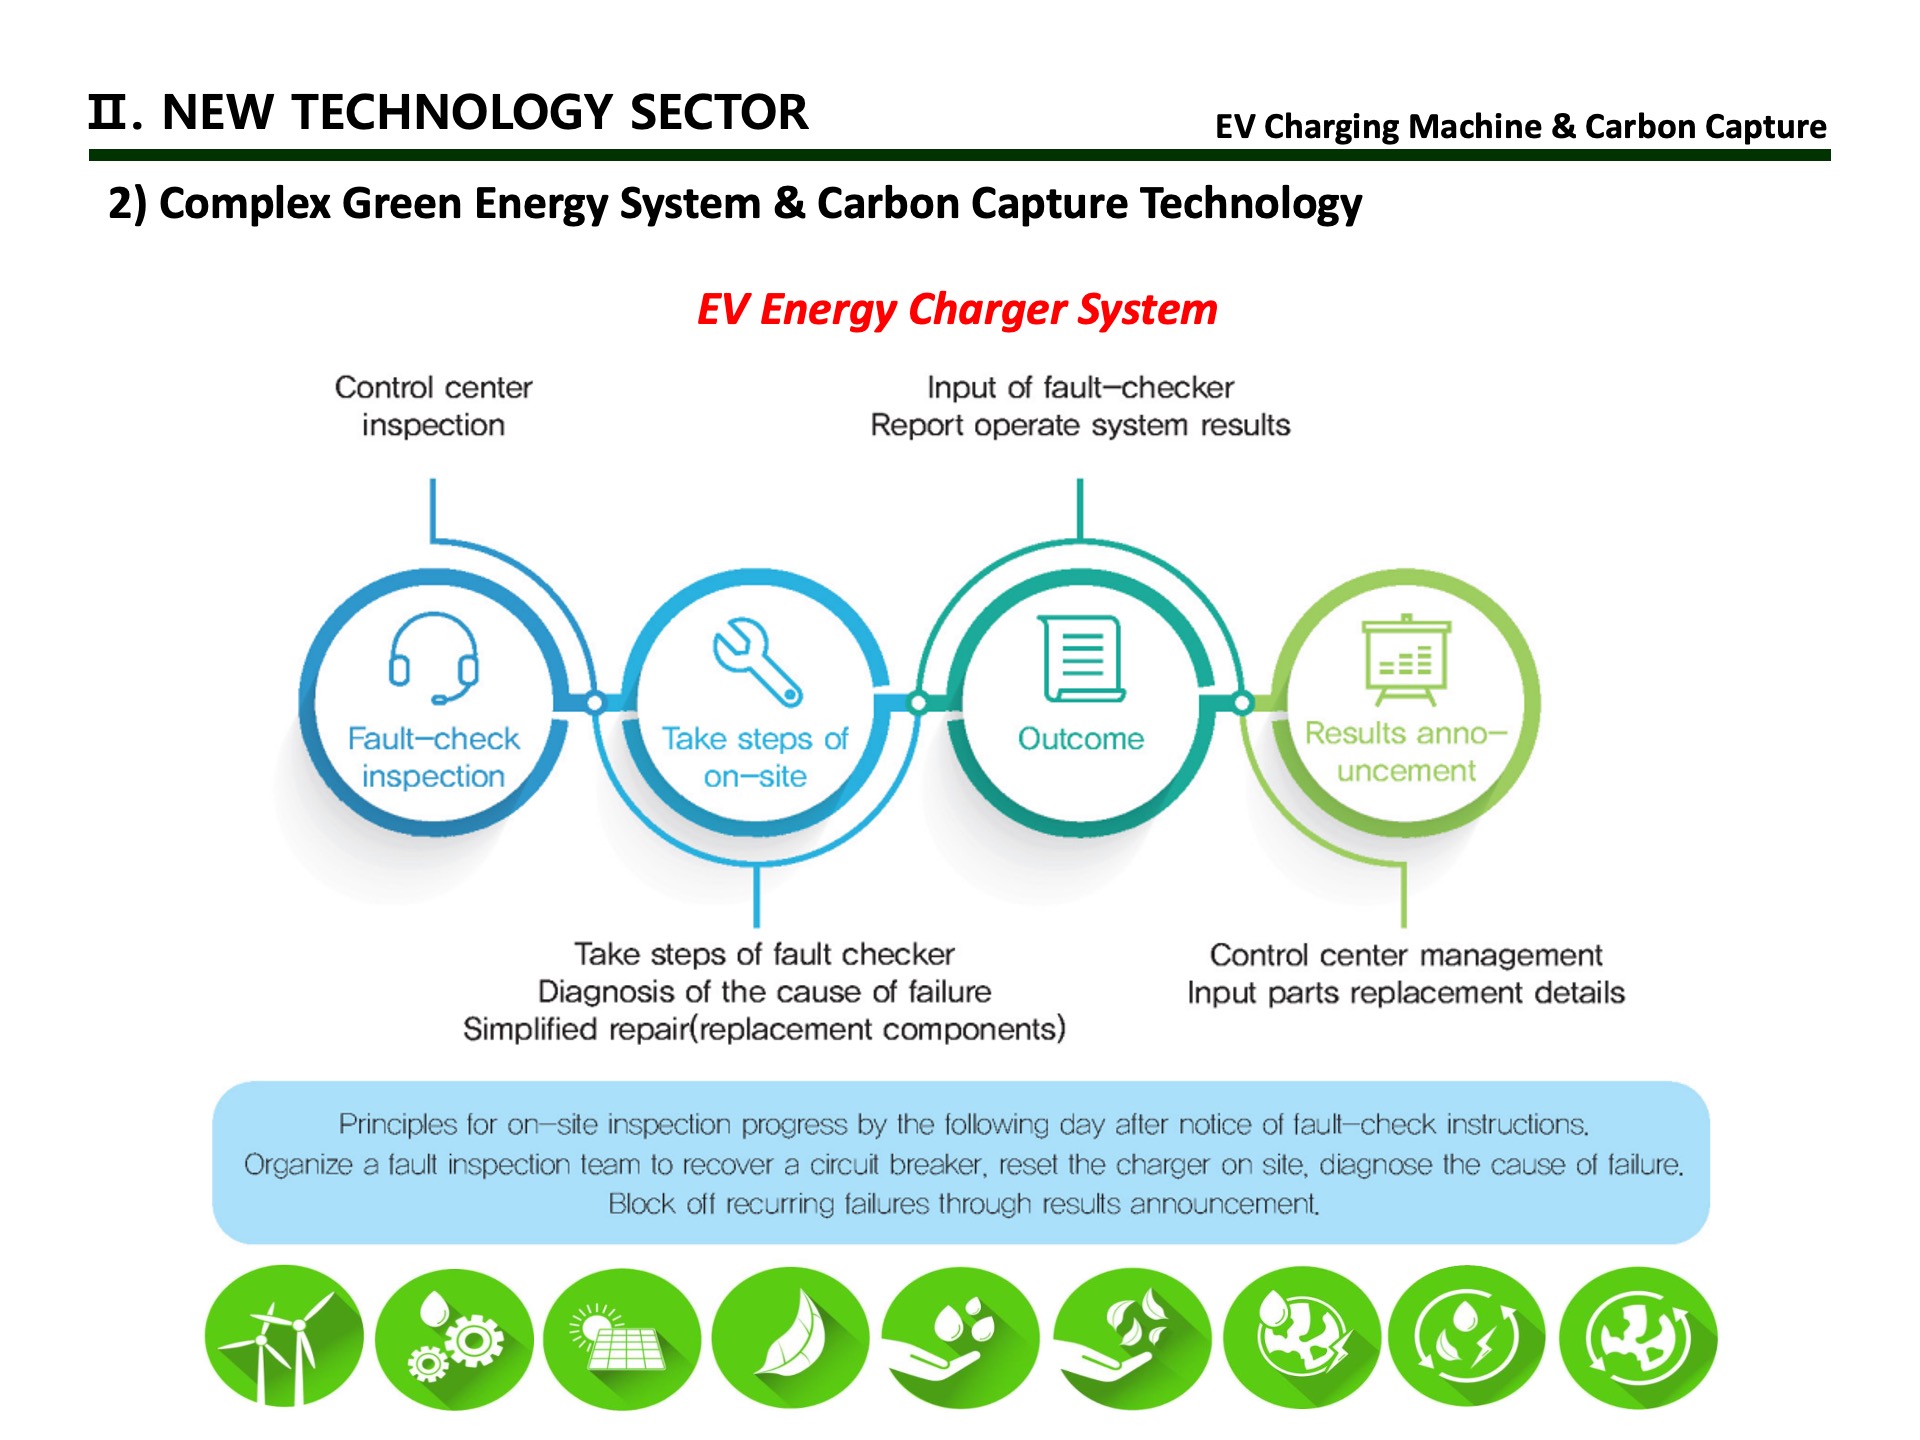 Ⅱ. NEW TECHNOLOGY SECTOR
EV Charging Machine & Carbon Capture
2) Complex Green Energy System & Carbon Capture Technology
EV Energy Charger System
Control center
inspection
Input of fault-checker
Report operate system results
Fault-check
inspection
Take steps of
on-site
Outcome
Results anno-
uncement
Take steps of fault checker
Diagnosis of the cause of failure
Simplified repair(replacement components)
Control center management
Input parts replacement details
Principles for on-site inspection progress by the following day after notice of fault-check instructions.
Organize a fault inspection team to recover a circuit breaker, reset the charger on site, diagnose the cause of failure.
Block off recurring failures through results announcement.